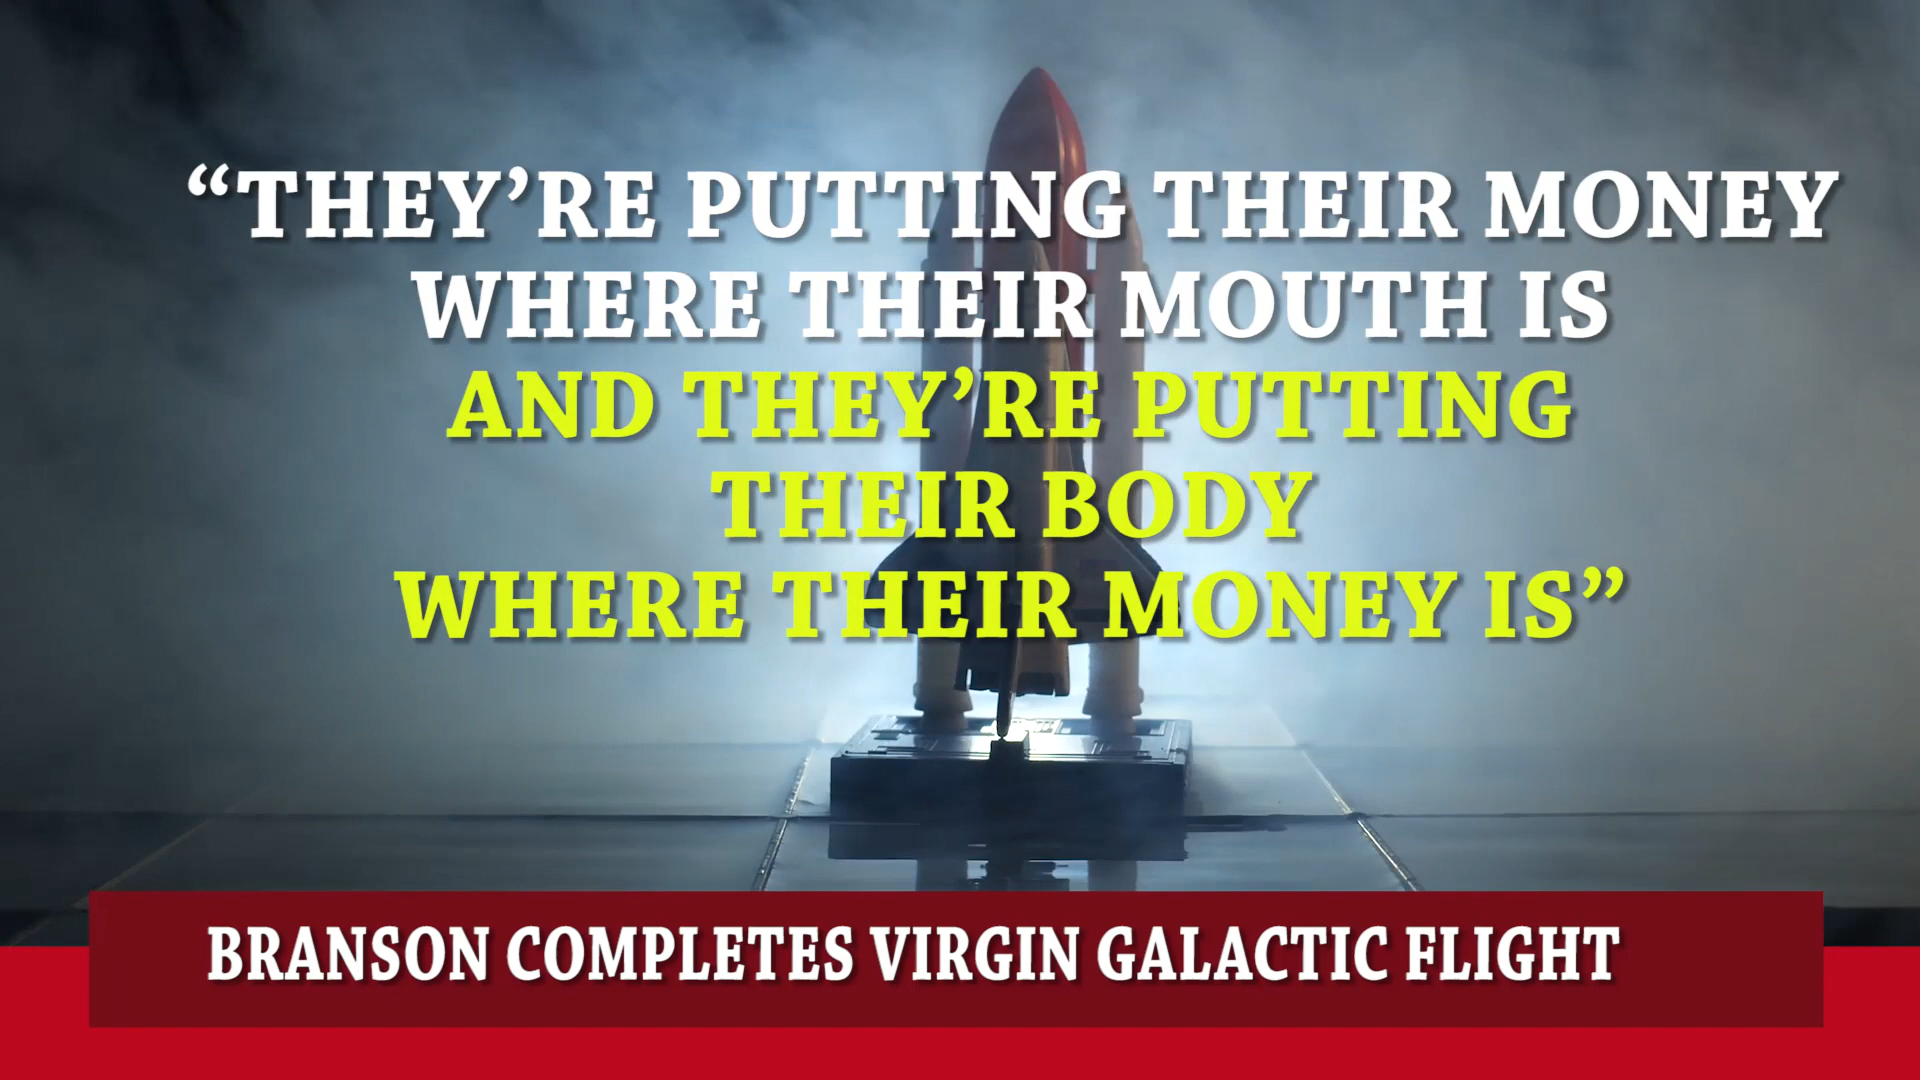 “THEY’RE PUTTING THEIR MONEY
WHERE THEIR MOUTH IS
AND THEY’RE PUTTING
THEIR BODY
WHERE THEIR MONEY IS”
BRANSON COMPLETES VIRGIN GALACTIC FLIGHT